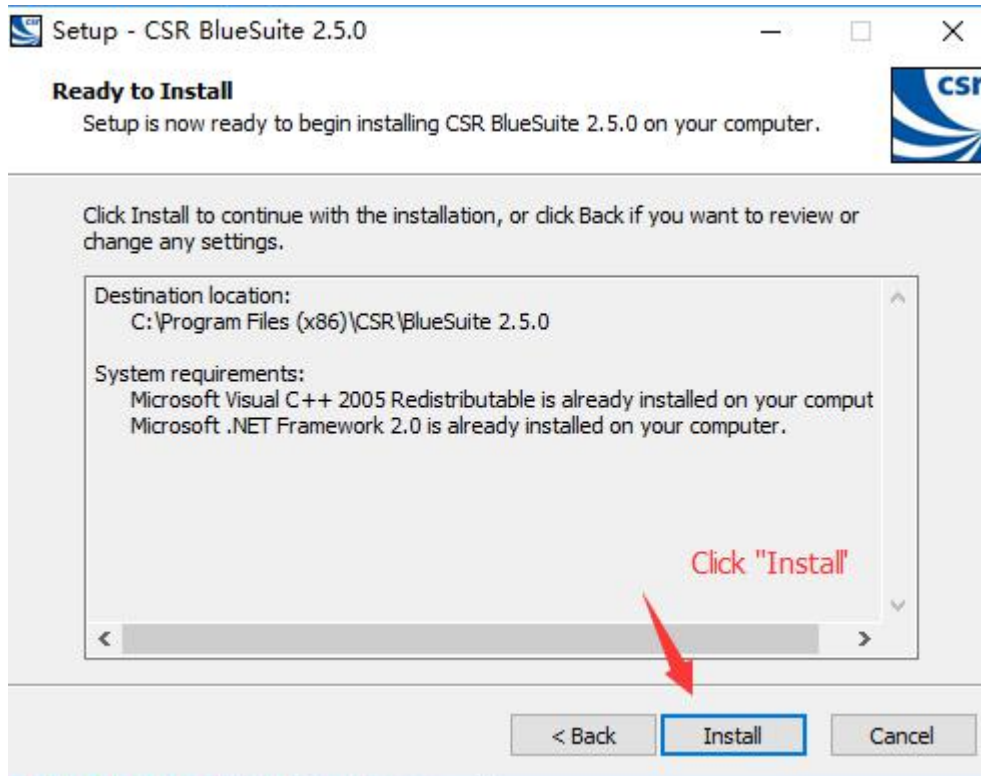 Setup - CSR BlueSuite 2.5.0
Ready to Install
Setup is now ready to begin installing CSR BlueSuite 2.5.0 on your computer.
csr
Click Install to continue with the installation, or click Back if you want to review or
change any settings.
Destination location:
C:\Program Files (x86)\CSR\BlueSuite 2.5.0
System requirements:
Microsoft Visual C++ 2005 Redistributable is already installed on your comput
Microsoft .NET Framework 2.0 is already installed on your computer.
Click "Install"
< Back
Install
Cancel